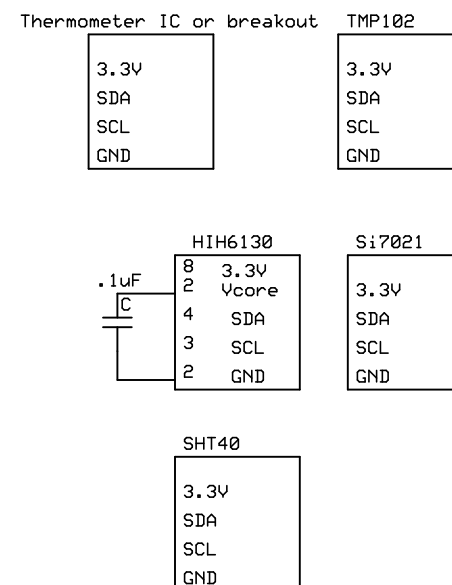 Thermometer IC or breakout
3.3V
SDA
SCL
GND
TMP102
3.3V
SDA
SCL
GND
HIH6130
8 3.3V
2 Vcore
4 SDA
3 SCL
2 GND
.1uF
C
Si7021
3.3V
SDA
SCL
GND
SHT40
3.3V
SDA
SCL
GND